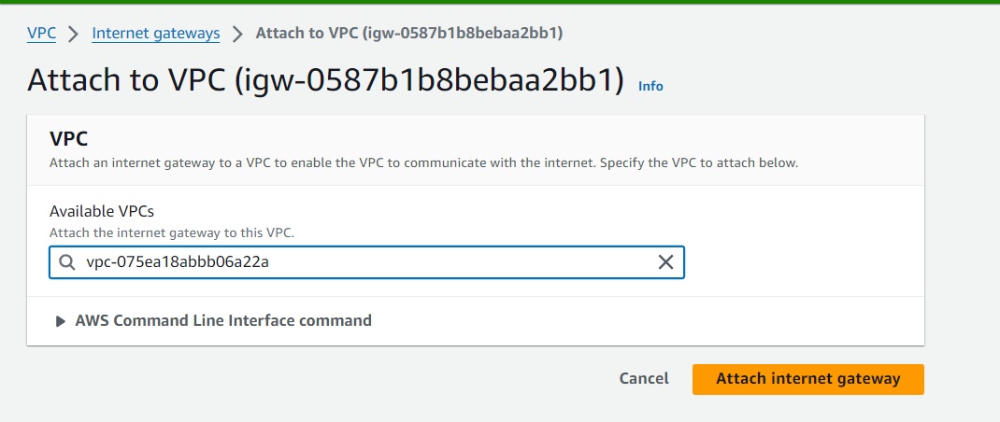 VPC > Internet gateways > Attach to VPC (igw-0587b1b8bebaa2bb1)
Attach to VPC (igw-0587b1b8bebaa2bb1) Info
VPC
Attach an internet gateway to a VPC to enable the VPC to communicate with the internet. Specify the VPC to attach below.
Available VPCs
Attach the internet gateway to this VPC.
vpc-075ea18abbb06a22a
AWS Command Line Interface command
Cancel Attach internet gateway